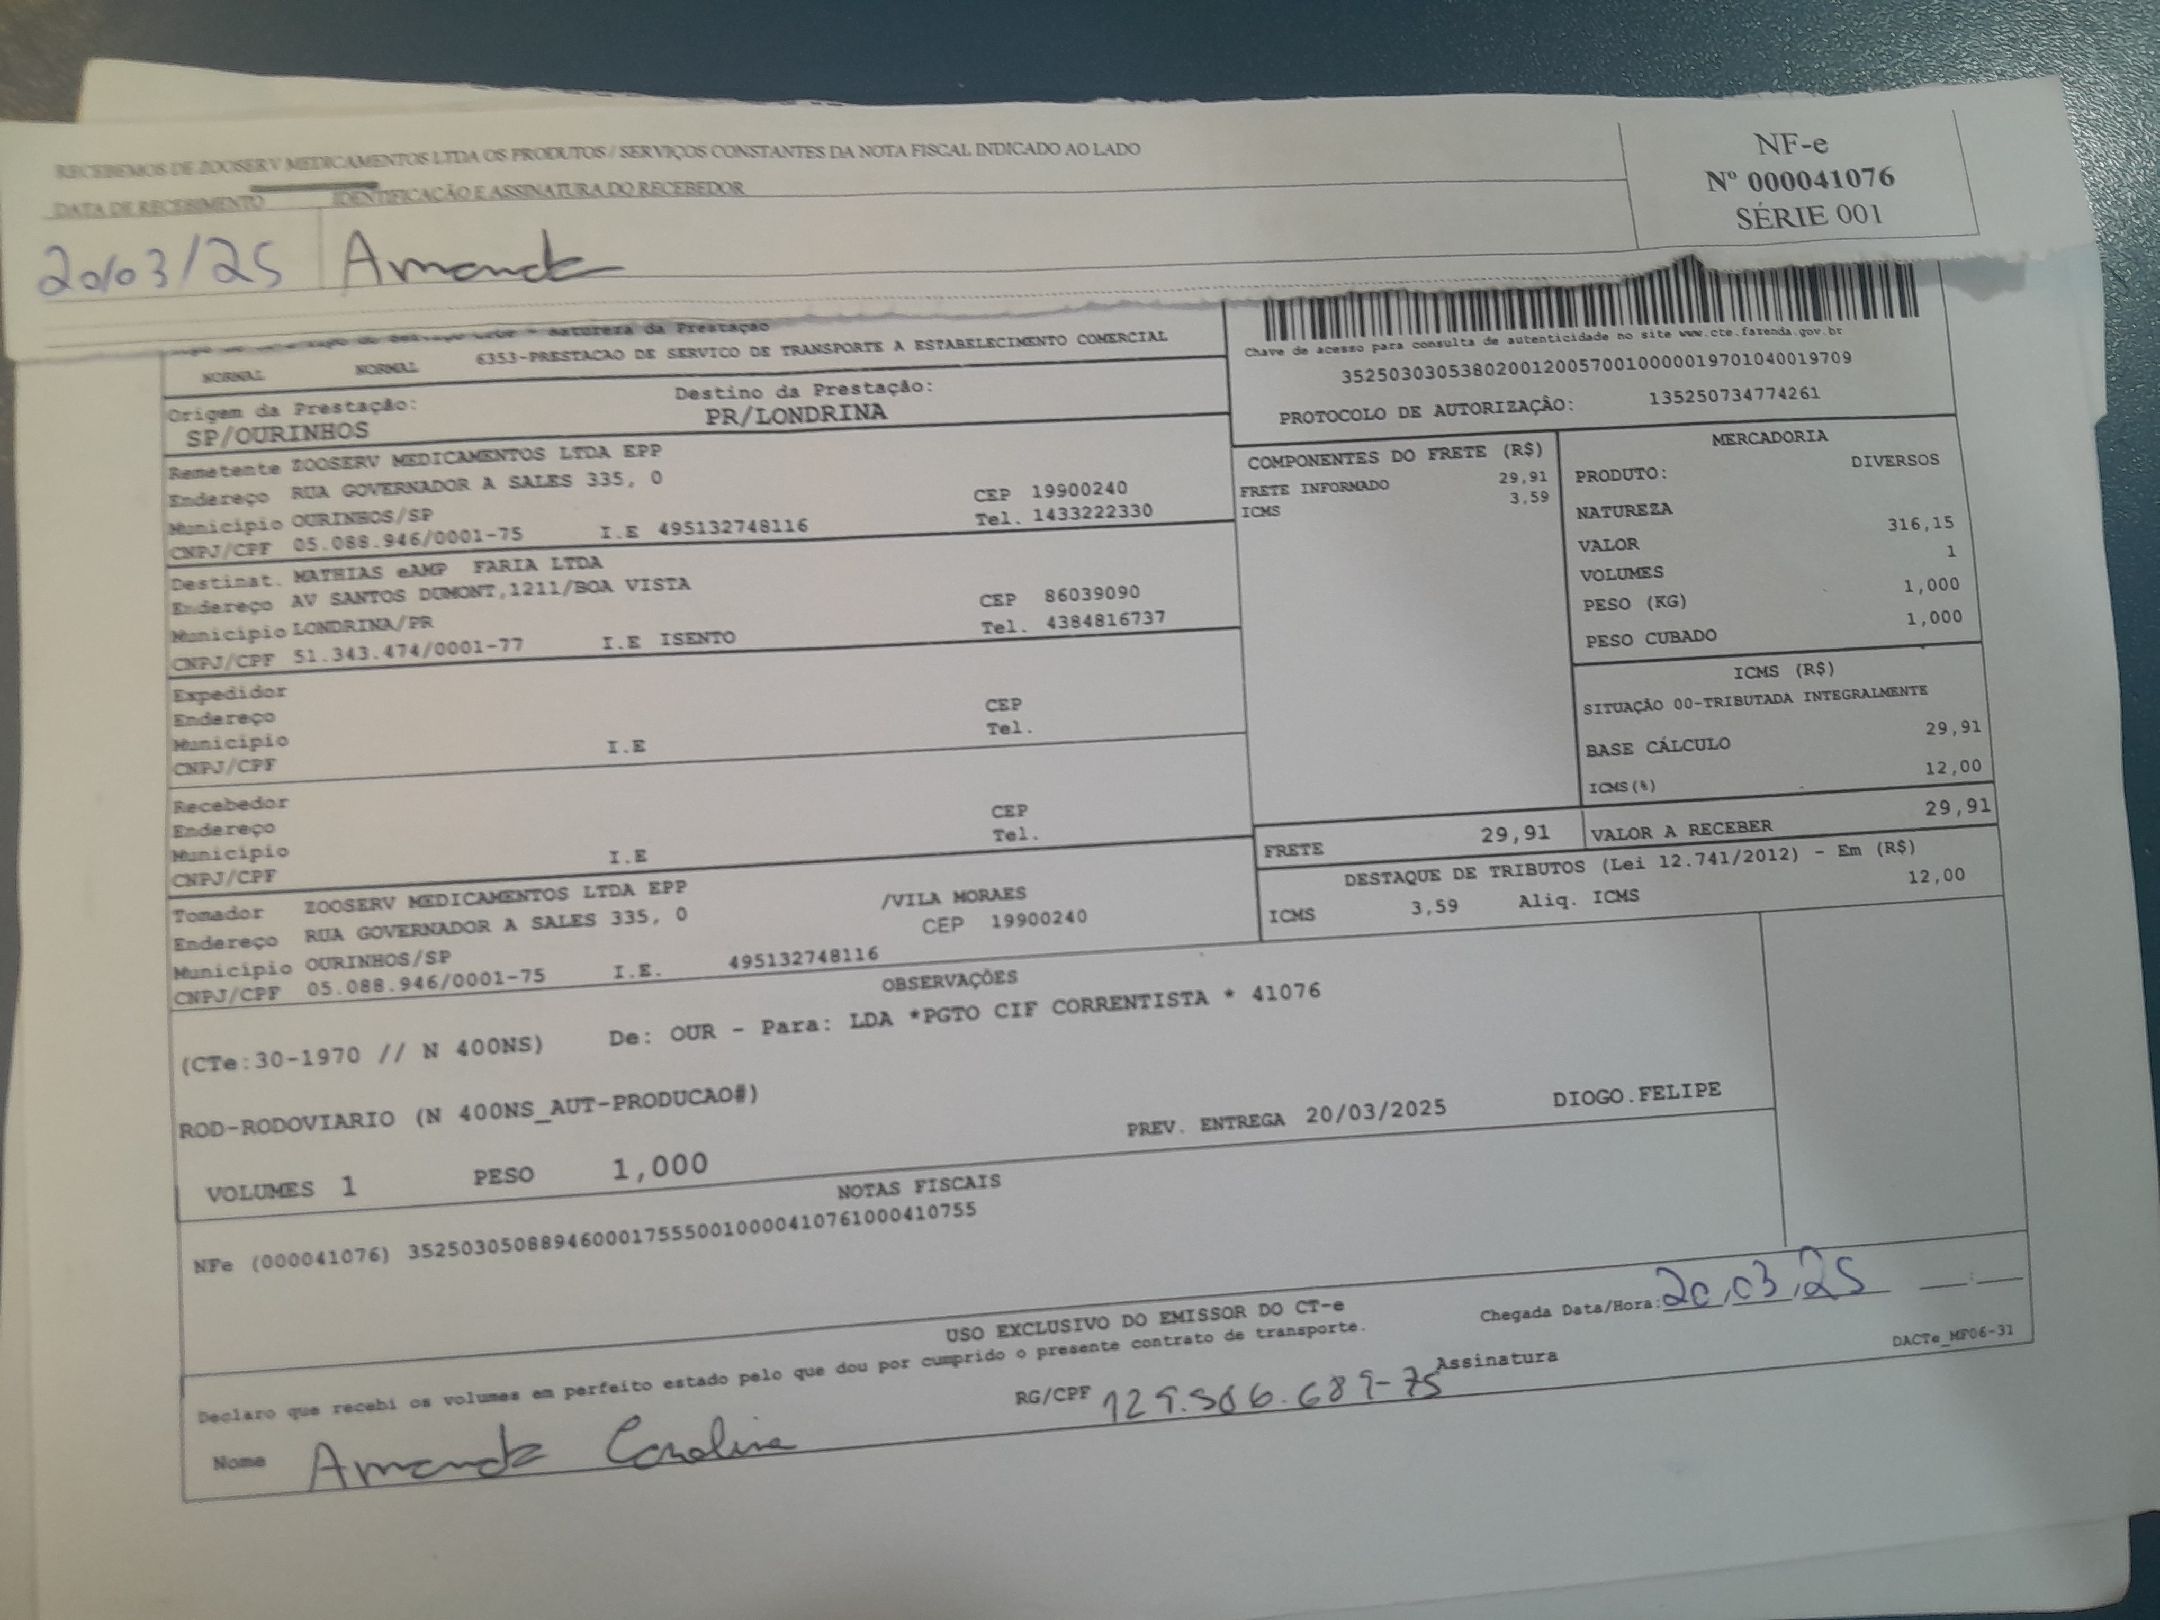 RECEBEMOS DE ZOOSERV MEDICAMENTOS LTDA OS PRODUTOS / SERVIÇOS CONSTANTES DA NOTA FISCAL INDICADO AO LADO
DATA DE RECEBIMENTO IDENTIFICAÇÃO E ASSINATURA DO RECEBEDOR
20/03/25 Amanda
NF-e
Nº 000041076
SÉRIE 001
Natureza da Prestação
NORMAL NORMAL 6353-PRESTACAO DE SERVICO DE TRANSPORTE A ESTABELECIMENTO COMERCIAL
Chave de acesso para consulta de autenticidade no site www.cte.fazenda.gov.br
35250303053802001200570010000019701040019709
PROTOCOLO DE AUTORIZAÇÃO: 135250734774261
Origem da Prestação: Destino da Prestação:
SP/OURINHOS PR/LONDRINA
Remetente ZOOSERV MEDICAMENTOS LTDA EPP
Endereço RUA GOVERNADOR A SALES 335, 0 CEP 19900240
Município OURINHOS/SP Tel. 1433222330
CNPJ/CPF 05.088.946/0001-75 I.E 495132748116
Destinat. MATHIAS eAMP FARIA LTDA
Endereço AV SANTOS DUMONT,1211/BOA VISTA CEP 86039090
Município LONDRINA/PR Tel. 4384816737
CNPJ/CPF 51.343.474/0001-77 I.E ISENTO
Expedidor
Endereço CEP
Município Tel.
CNPJ/CPF I.E
Recebedor
Endereço CEP
Município Tel.
CNPJ/CPF I.E
Tomador ZOOSERV MEDICAMENTOS LTDA EPP /VILA MORAES
Endereço RUA GOVERNADOR A SALES 335, 0 CEP 19900240
Município OURINHOS/SP
CNPJ/CPF 05.088.946/0001-75 I.E. 495132748116
COMPONENTES DO FRETE (R$)
FRETE INFORMADO 29,91
ICMS 3,59
MERCADORIA
PRODUTO: DIVERSOS
NATUREZA
VALOR 316,15
VOLUMES 1
PESO (KG) 1,000
PESO CUBADO 1,000
ICMS (R$)
SITUAÇÃO 00-TRIBUTADA INTEGRALMENTE
BASE CÁLCULO 29,91
ICMS(%) 12,00
FRETE 29,91 VALOR A RECEBER 29,91
DESTAQUE DE TRIBUTOS (Lei 12.741/2012) - Em (R$)
ICMS 3,59 Aliq. ICMS 12,00
OBSERVAÇÕES
(CTe:30-1970 // N 400NS) De: OUR - Para: LDA *PGTO CIF CORRENTISTA * 41076
ROD-RODOVIARIO (N 400NS_AUT-PRODUCAO#)
PREV. ENTREGA 20/03/2025 DIOGO.FELIPE
VOLUMES 1 PESO 1,000
NOTAS FISCAIS
NFe (000041076) 35250305088946000175550010000410761000410755
USO EXCLUSIVO DO EMISSOR DO CT-e
Chegada Data/Hora: 20,03,25 __:__
Declaro que recebi os volumes em perfeito estado pelo que dou por cumprido o presente contrato de transporte.
DACTe_MF06-31
Nome Amanda Caroline RG/CPF 129.506.689-75 Assinatura